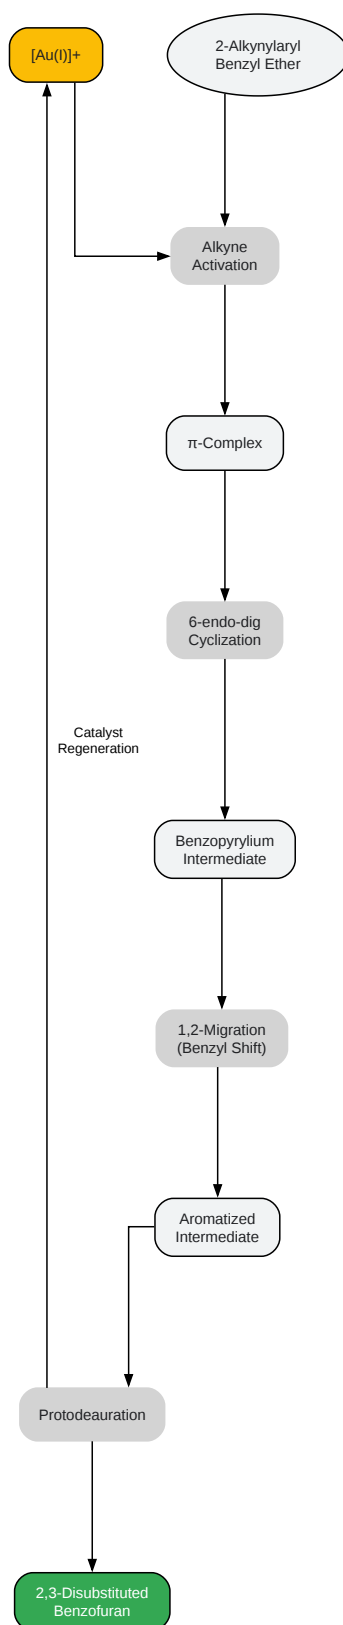 [Au(I)]+
2-Alkynylaryl
Benzyl Ether
Alkyne
Activation
π-Complex
6-endo-dig
Cyclization
Catalyst
Regeneration
Benzopyrylium
Intermediate
1,2-Migration
(Benzyl Shift)
Aromatized
Intermediate
Protodeauration
2,3-Disubstituted
Benzofuran